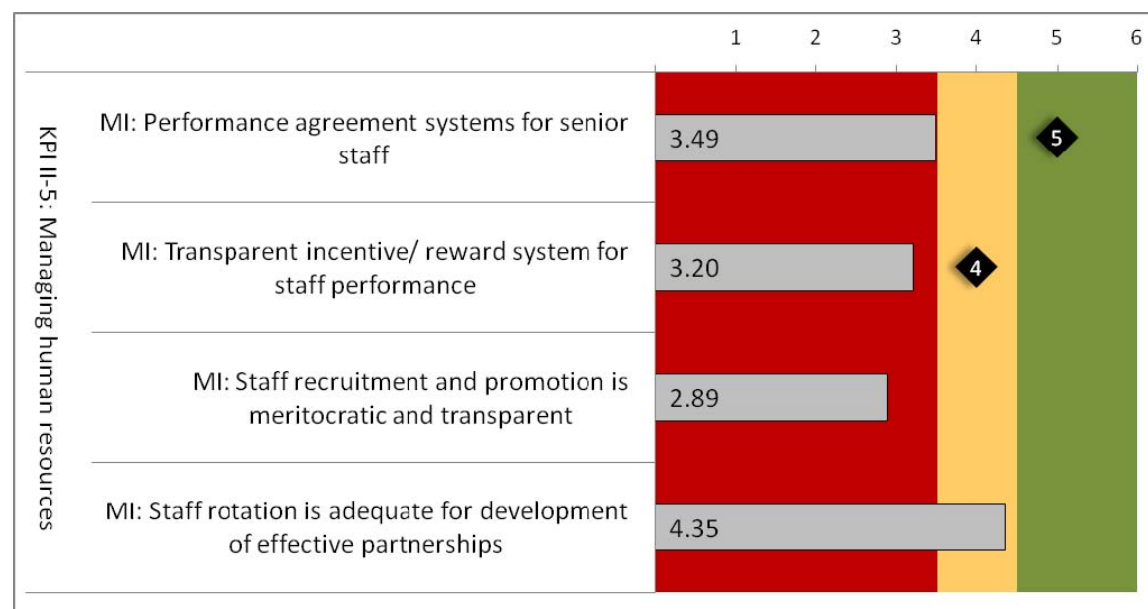 1 2 3 4 5 6
KPI II-5: Managing human resources
MI: Performance agreement systems for senior
staff
3.49
5
MI: Transparent incentive/ reward system for
staff performance
3.20
4
MI: Staff recruitment and promotion is
meritocratic and transparent
2.89
MI: Staff rotation is adequate for development
of effective partnerships
4.35